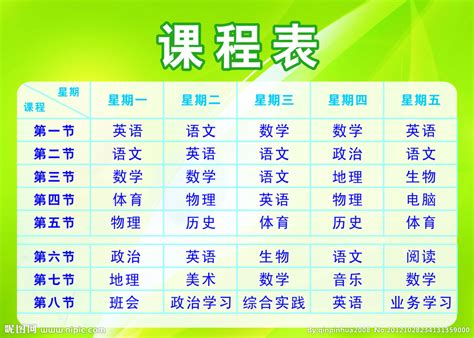 课程表
星期
课程
星期一 星期二 星期三 星期四 星期五
第一节 英语 语文 数学 数学 英语
第二节 语文 英语 语文 政治 语文
第三节 数学 数学 语文 地理 生物
第四节 体育 物理 英语 物理 电脑
第五节 物理 历史 体育 历史 体育
第六节 政治 英语 生物 语文 阅读
第七节 地理 美术 数学 音乐 数学
第八节 班会 政治学习 综合实践 英语 业务学习
昵图网 www.nipic.com
By:qinqinhua2008 No:20121028234131359000